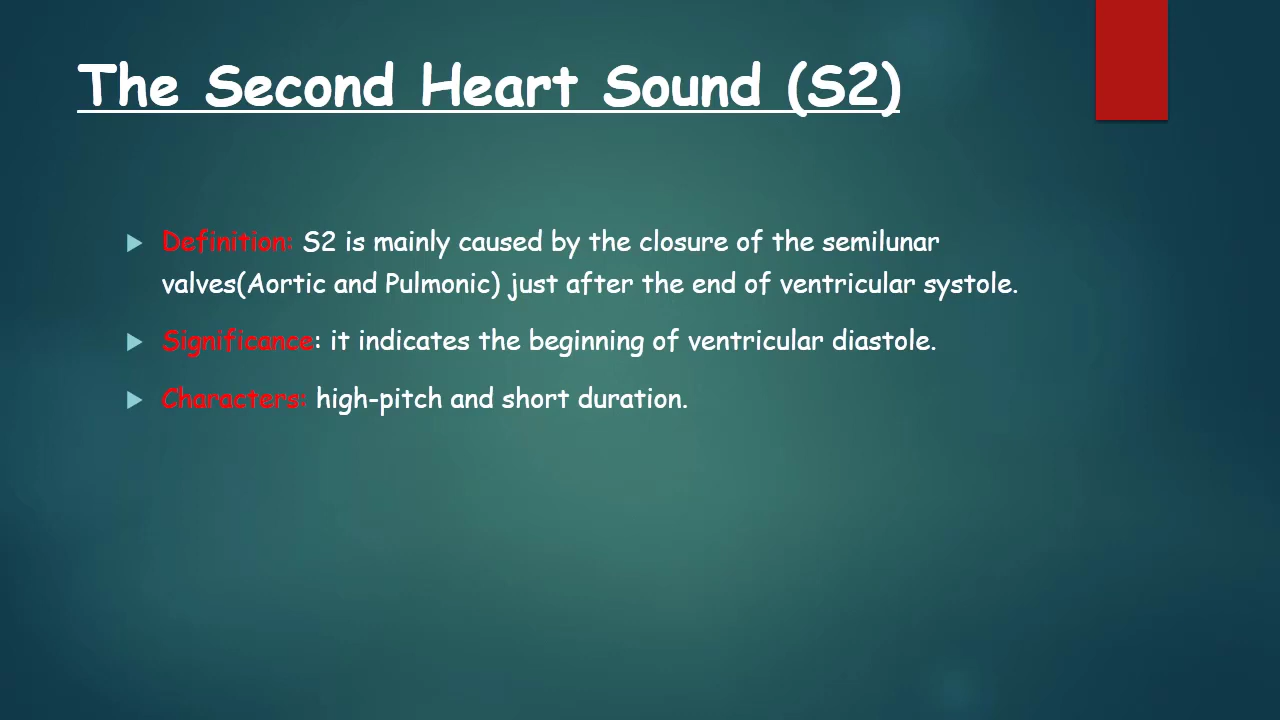 The Second Heart Sound (S2)
Definition: S2 is mainly caused by the closure of the semilunar
valves(Aortic and Pulmonic) just after the end of ventricular systole.
Significance: it indicates the beginning of ventricular diastole.
Characters: high-pitch and short duration.